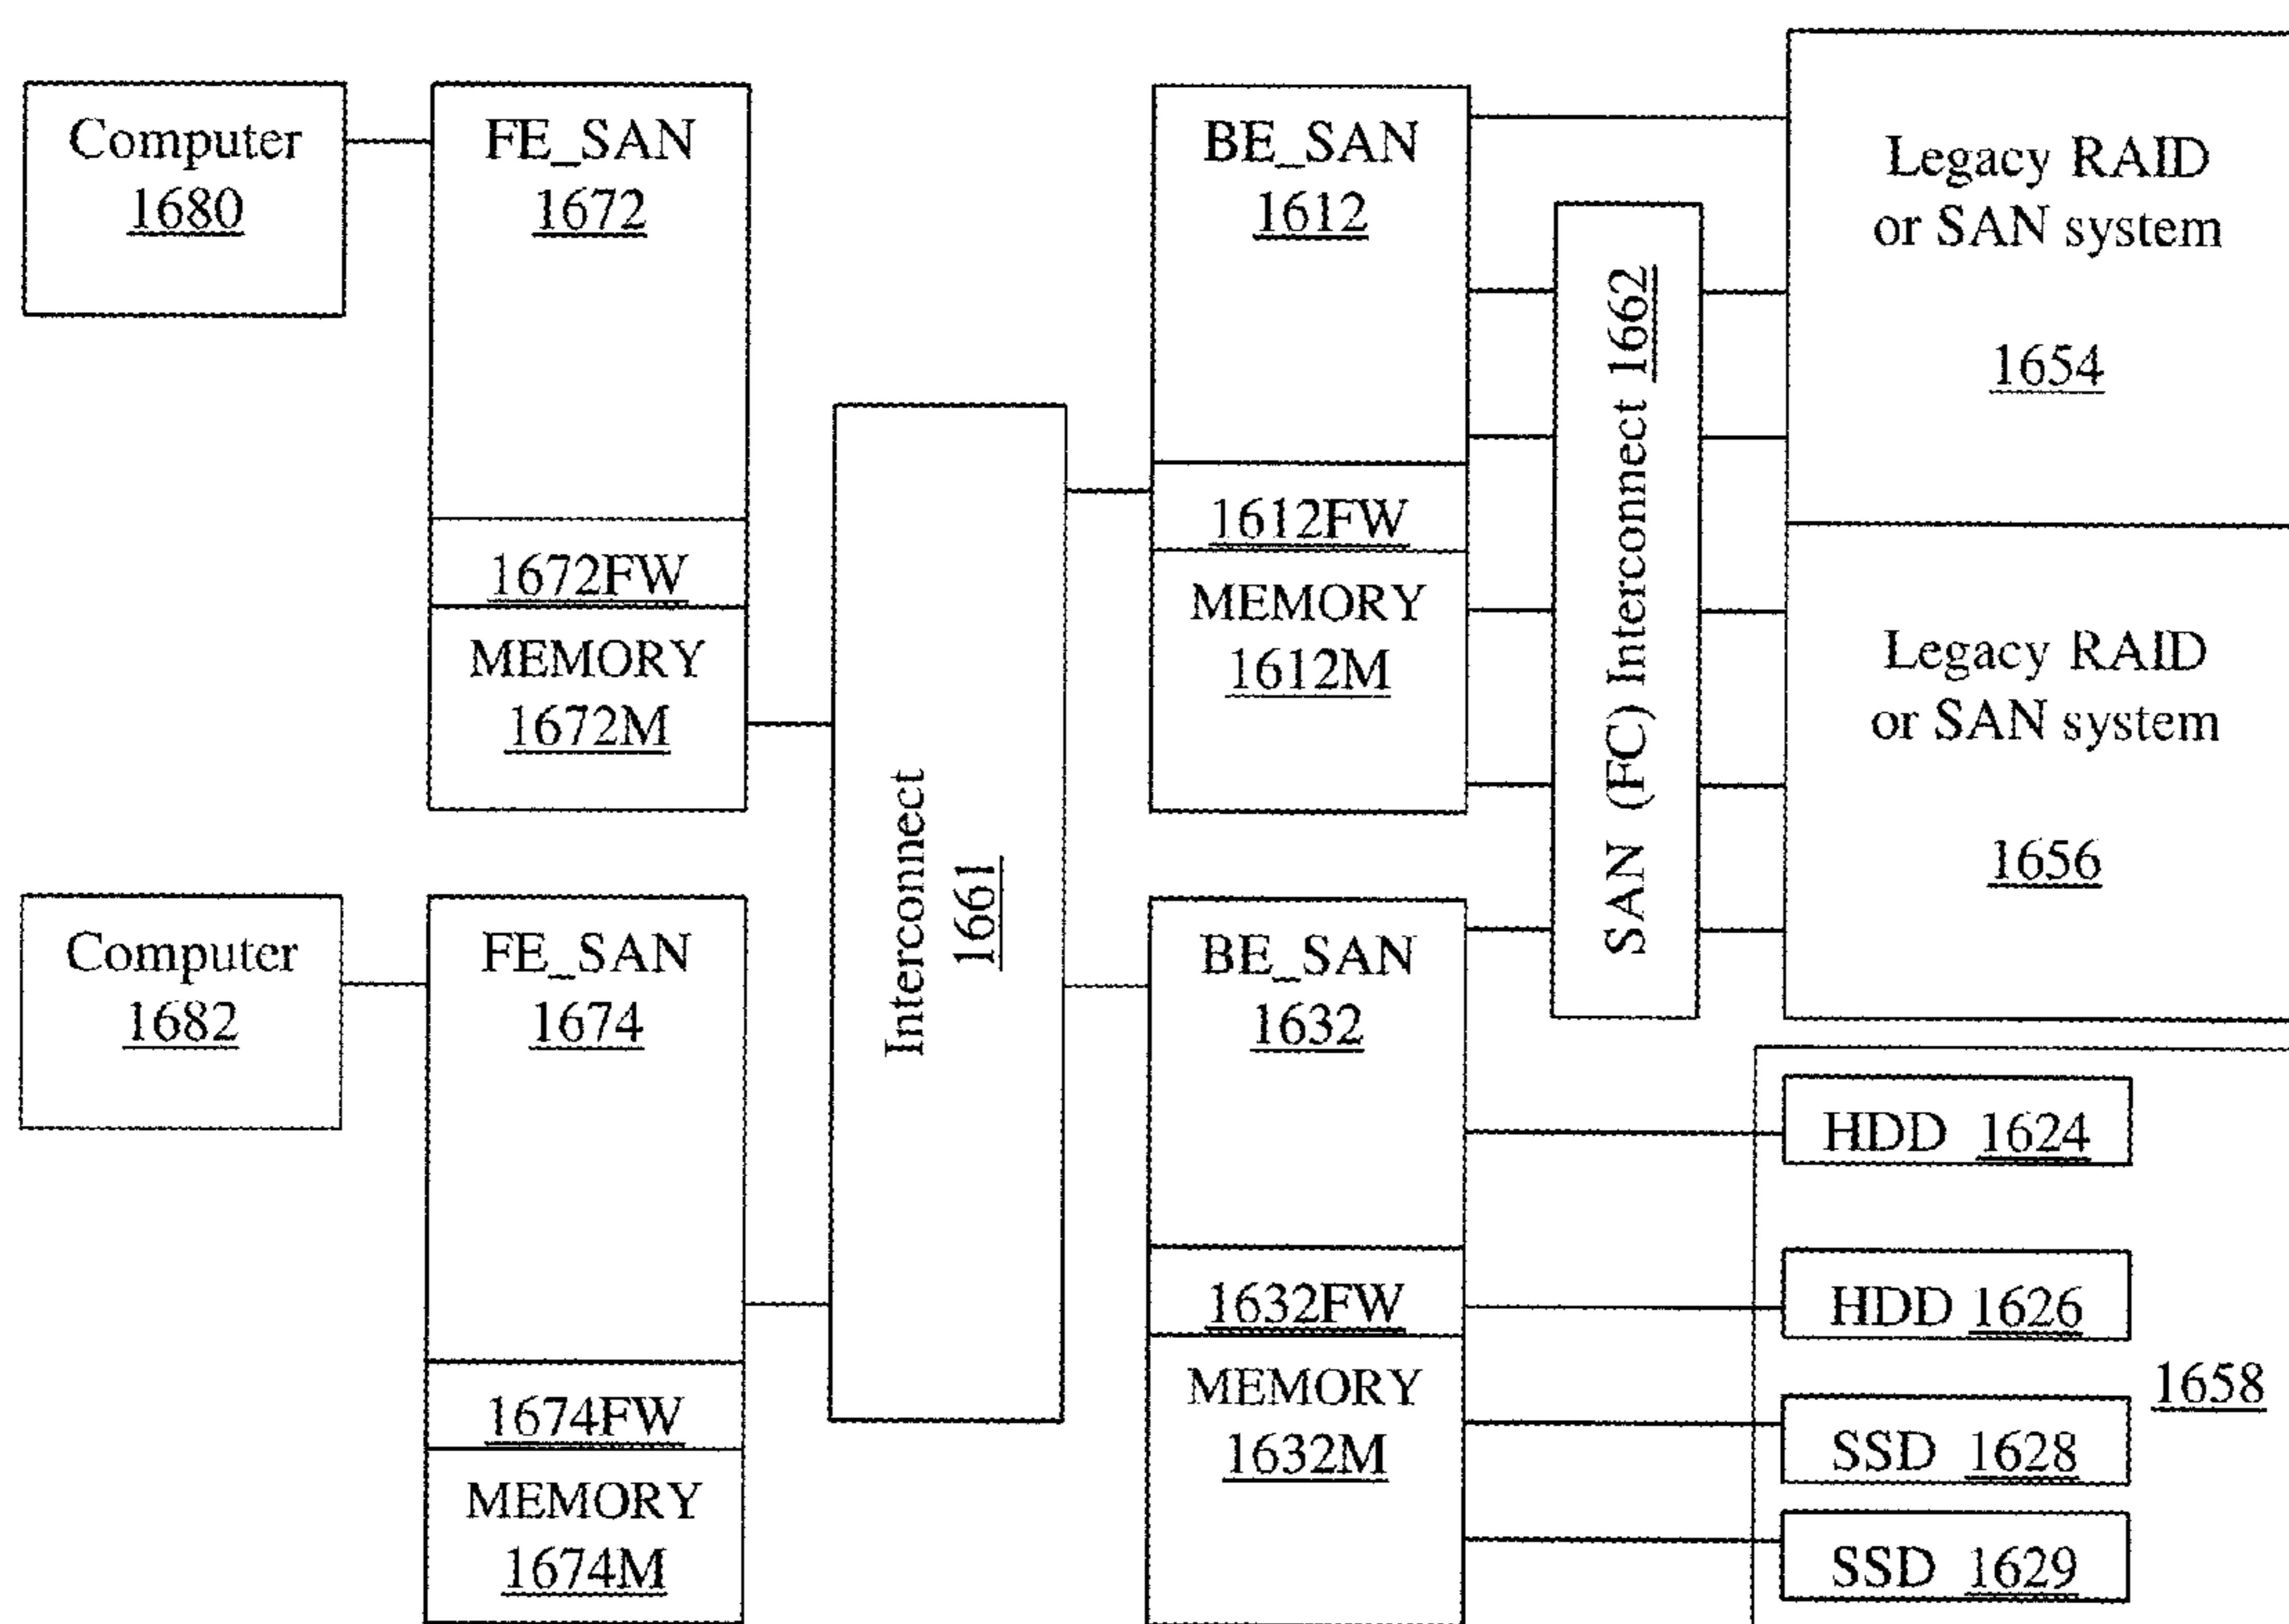 Computer
1680
FE_SAN
1672
1672FW
MEMORY
1672M
Computer
1682
FE_SAN
1674
1674FW
MEMORY
1674M
Interconnect
1661
BE_SAN
1612
1612FW
MEMORY
1612M
BE_SAN
1632
1632FW
MEMORY
1632M
SAN (FC) Interconnect 1662
Legacy RAID
or SAN system
1654
Legacy RAID
or SAN system
1656
HDD 1624
HDD 1626
1658
SSD 1628
SSD 1629